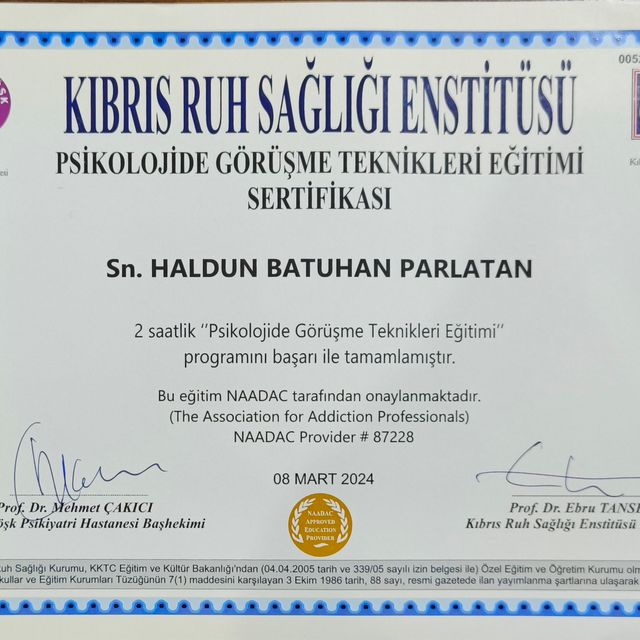 0052
KIBRIS RUH SAĞLIĞI ENSTİTÜSÜ
PSİKOLOJİDE GÖRÜŞME TEKNİKLERİ EĞİTİMİ
SERTİFİKASI
Sn. HALDUN BATUHAN PARLATAN
2 saatlik ‘‘Psikolojide Görüşme Teknikleri Eğitimi’’
programını başarı ile tamamlamıştır.
Bu eğitim NAADAC tarafından onaylanmaktadır.
(The Association for Addiction Professionals)
NAADAC Provider # 87228
08 MART 2024
Prof. Dr. Mehmet ÇAKICI
öşk Psikiyatri Hastanesi Başhekimi
NAADAC
APPROVED
EDUCATION
PROVIDER
Prof. Dr. Ebru TANSE
Kıbrıs Ruh Sağlığı Enstitüsü
Ruh Sağlığı Kurumu, KKTC Eğitim ve Kültür Bakanlığı'ndan (04.04.2005 tarih ve 339/05 sayılı izin belgesi ile) Özel Eğitim ve Öğretim Kurumu olm
kullar ve Eğitim Kurumları Tüzüğünün 7(1) maddesini karşılayan 3 Ekim 1986 tarih, 88 sayı, resmi gazetede ilan yayımlanma şartlarına ulaşarak